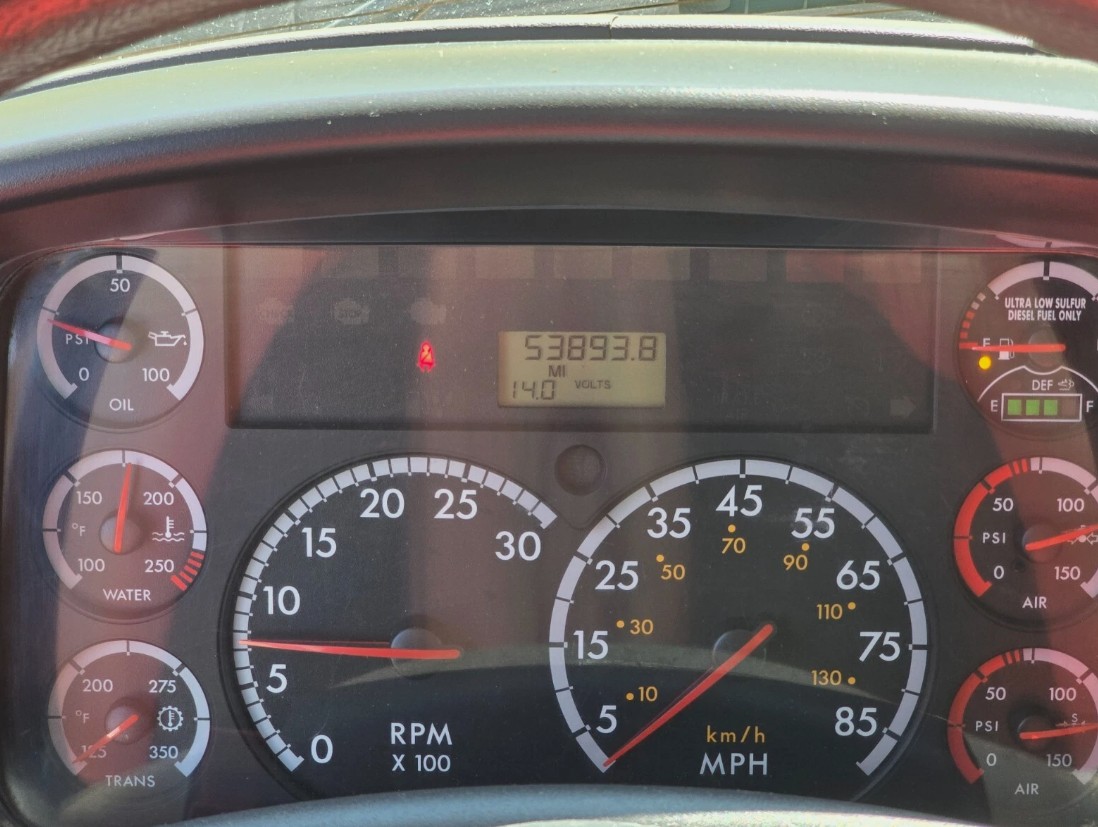 50
PSI
0 100
OIL
150 200
°F
100 250
WATER
200 275
°F
125 350
TRANS
53893.8
MI
14.0 VOLTS
0
5
10
15
20
25
30
RPM
X 100
5
15
25
35
45
55
65
75
85
10
30
50
70
90
110
130
km/h
MPH
ULTRA LOW SULFUR
DIESEL FUEL ONLY
E
DEF
E F
50 100
PSI
0 150
AIR
50 100
PSI S
0 150
AIR